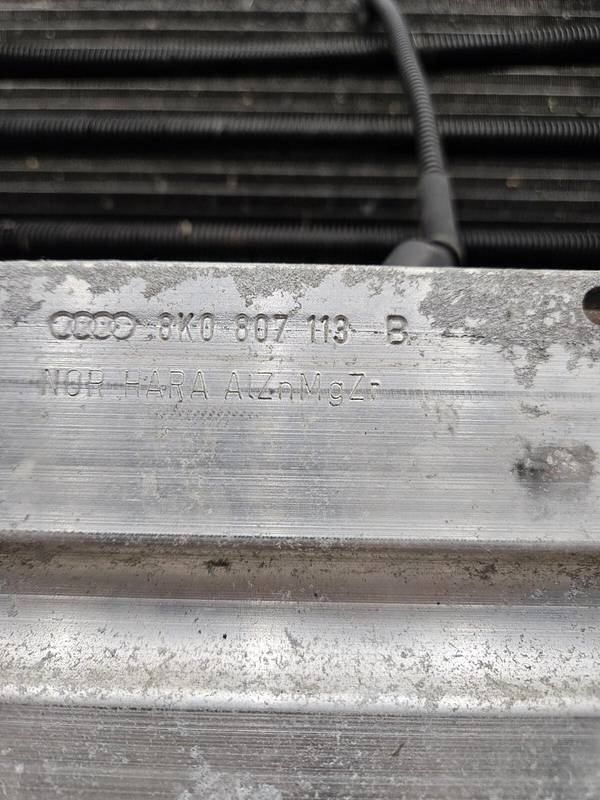 8K0 807 113 B
NOR HARA AlZnMgZr